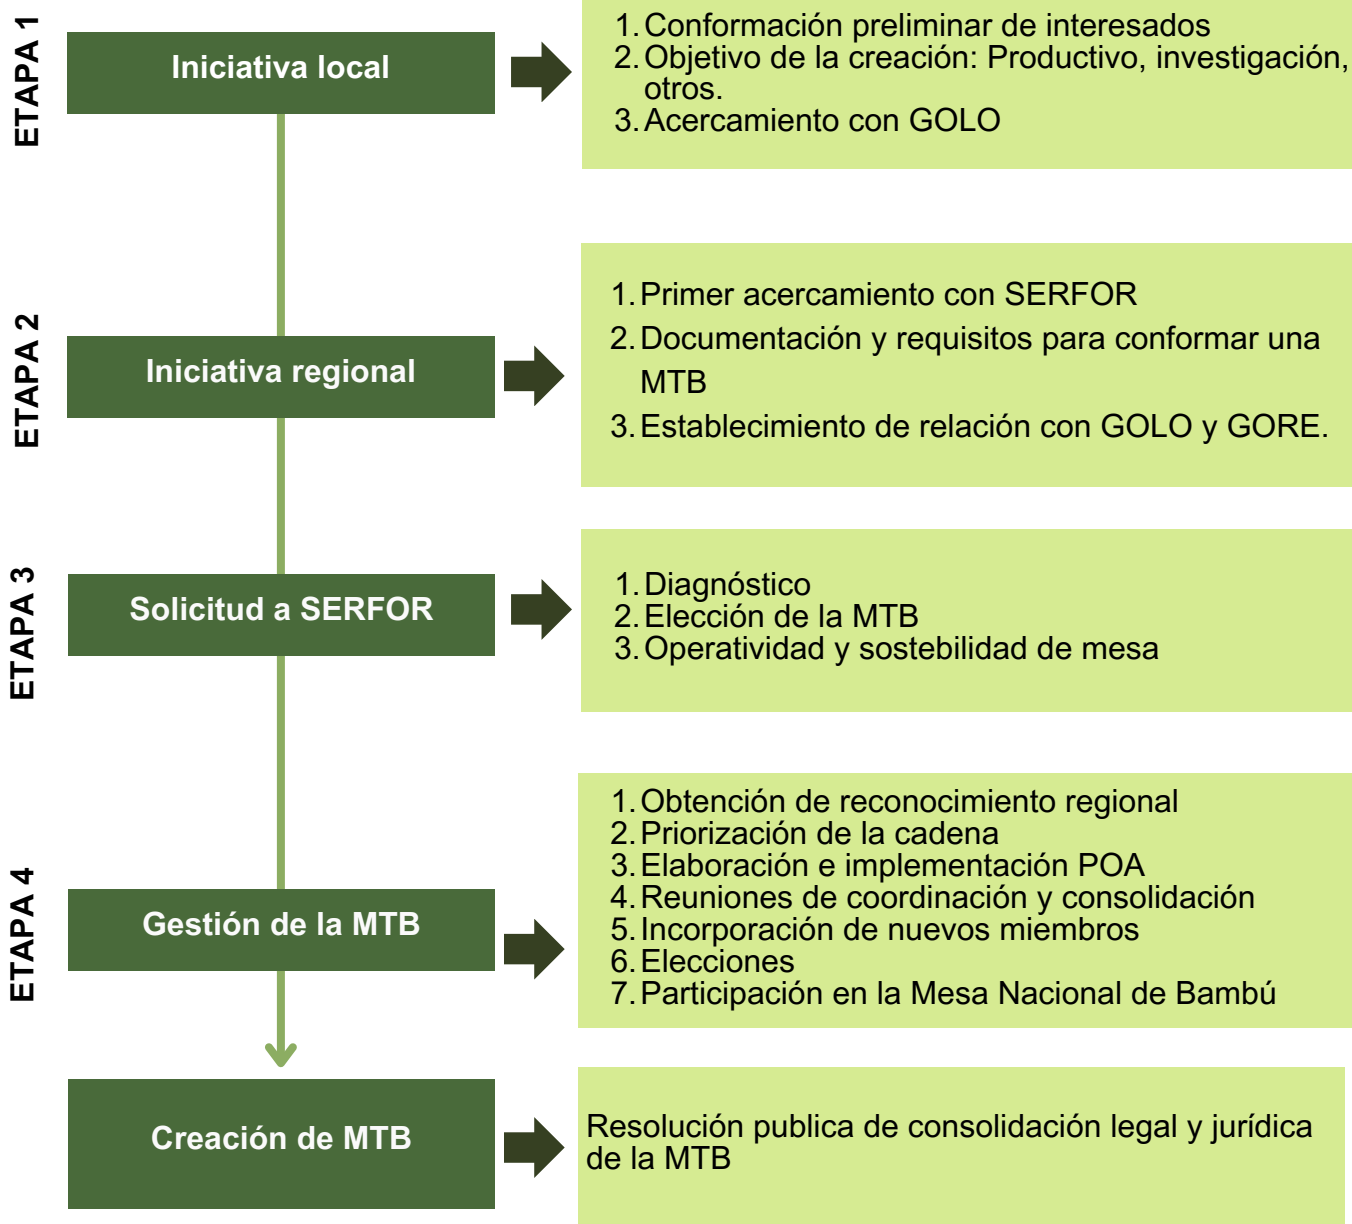 ETAPA 1
Iniciativa local
1. Conformación preliminar de interesados
2. Objetivo de la creación: Productivo, investigación,
otros.
3. Acercamiento con GOLO
ETAPA 2
Iniciativa regional
1. Primer acercamiento con SERFOR
2. Documentación y requisitos para conformar una
MTB
3. Establecimiento de relación con GOLO y GORE.
ETAPA 3
Solicitud a SERFOR
1. Diagnóstico
2. Elección de la MTB
3. Operatividad y sostebilidad de mesa
ETAPA 4
Gestión de la MTB
1. Obtención de reconocimiento regional
2. Priorización de la cadena
3. Elaboración e implementación POA
4. Reuniones de coordinación y consolidación
5. Incorporación de nuevos miembros
6. Elecciones
7. Participación en la Mesa Nacional de Bambú
Creación de MTB
Resolución publica de consolidación legal y jurídica
de la MTB